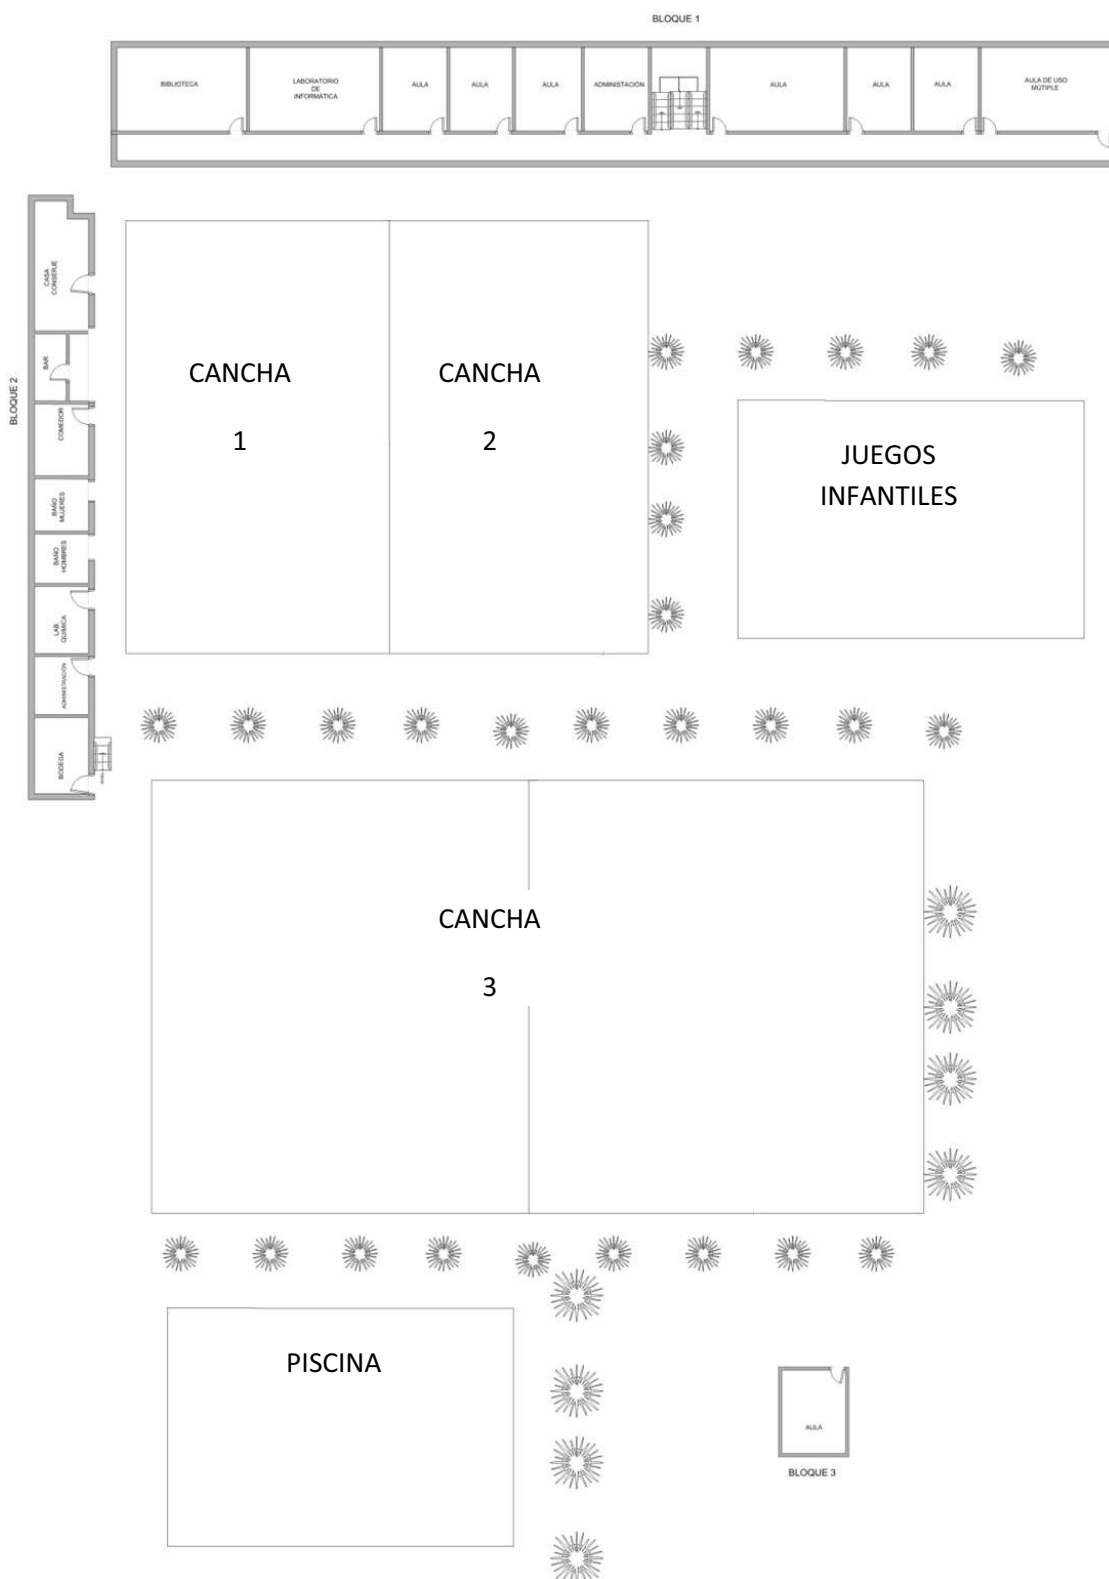 BLOQUE 1
BIBLIOTECA
LABORATORIO
DE
INFORMÁTICA
AULA
AULA
AULA
ADMINISTACIÓN
AULA
AULA
AULA
AULA DE USO
MÚTIPLE
BLOQUE 2
CASA
CONSERJE
BAR
COMEDOR
BAÑO
MUJERES
BAÑO
HOMBRES
LAB.
QUIMICA
ADMINISTRACIÓN
BODEGA
CANCHA
1
CANCHA
2
JUEGOS
INFANTILES
CANCHA
3
PISCINA
AULA
BLOQUE 3